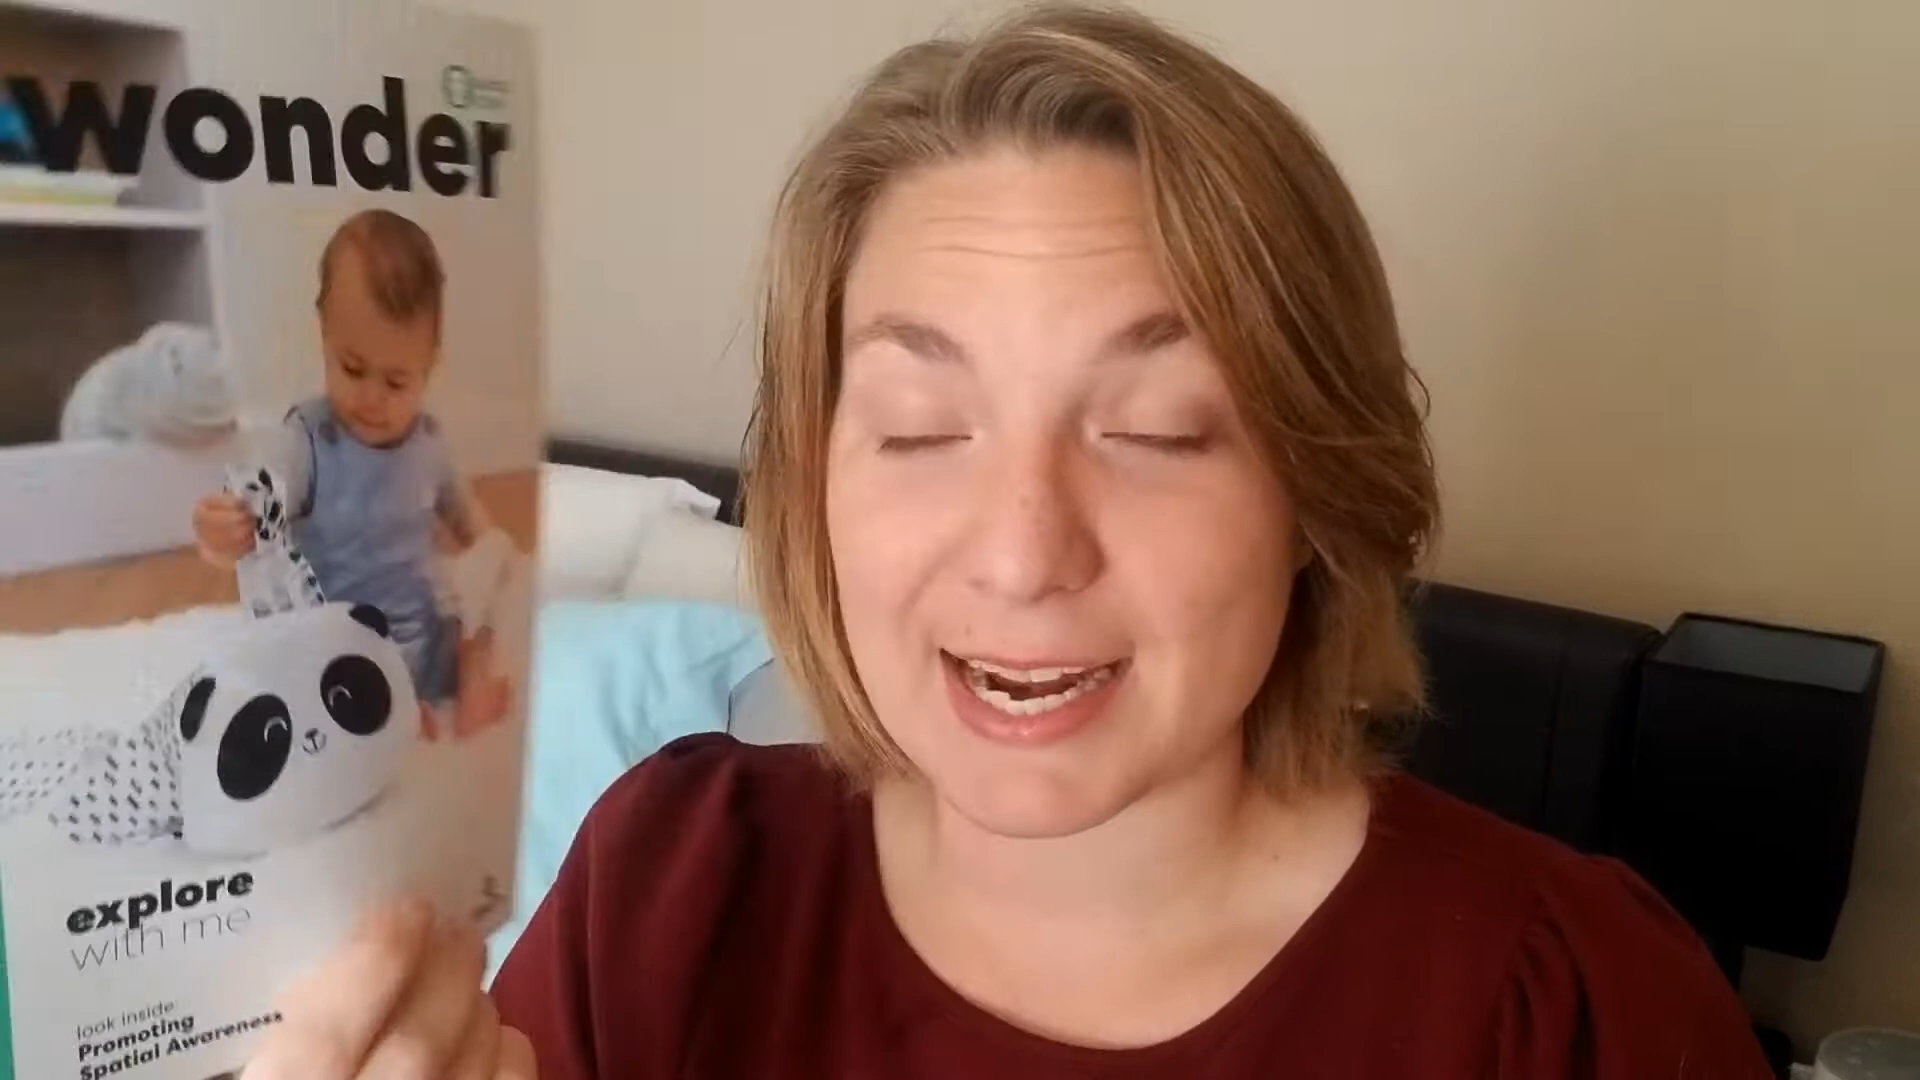 wonder
explore
with me
look inside:
Promoting
Spatial Awareness